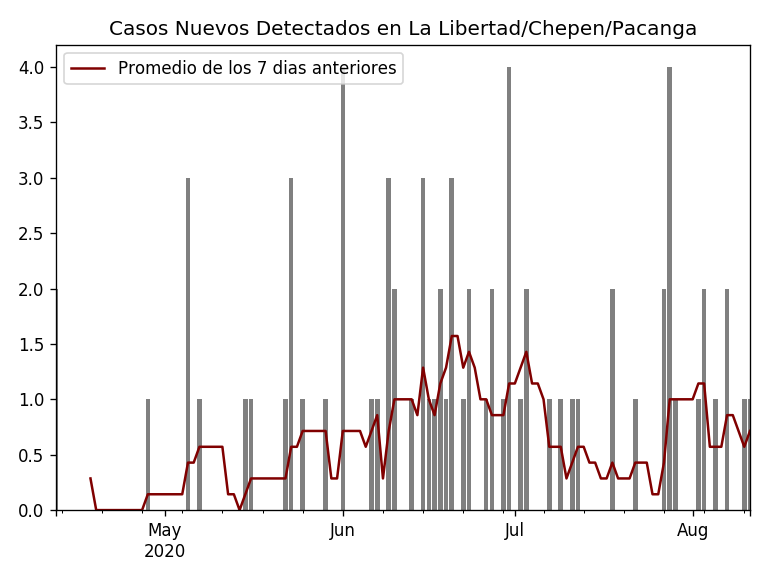 Casos Nuevos Detectados en La Libertad/Chepen/Pacanga
Promedio de los 7 dias anteriores
4.0
3.5
3.0
2.5
2.0
1.5
1.0
0.5
0.0
May
2020
Jun
Jul
Aug